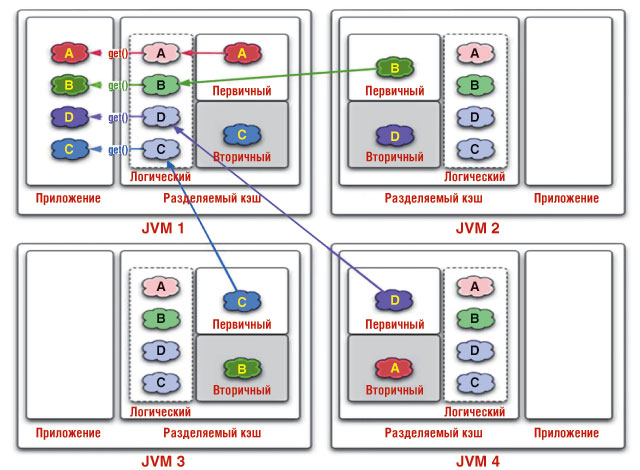 A get() A A
B get() B Первичный
D get() D C
C get() C Вторичный
Логический
Приложение Разделяемый кэш
JVM 1
A
B B
Первичный
D D
Вторичный C
Логический
Разделяемый кэш Приложение
JVM 2
A C
B Первичный
D B
C Вторичный
Логический
Приложение Разделяемый кэш
JVM 3
D A
Первичный B
A D
Вторичный C
Логический
Разделяемый кэш Приложение
JVM 4